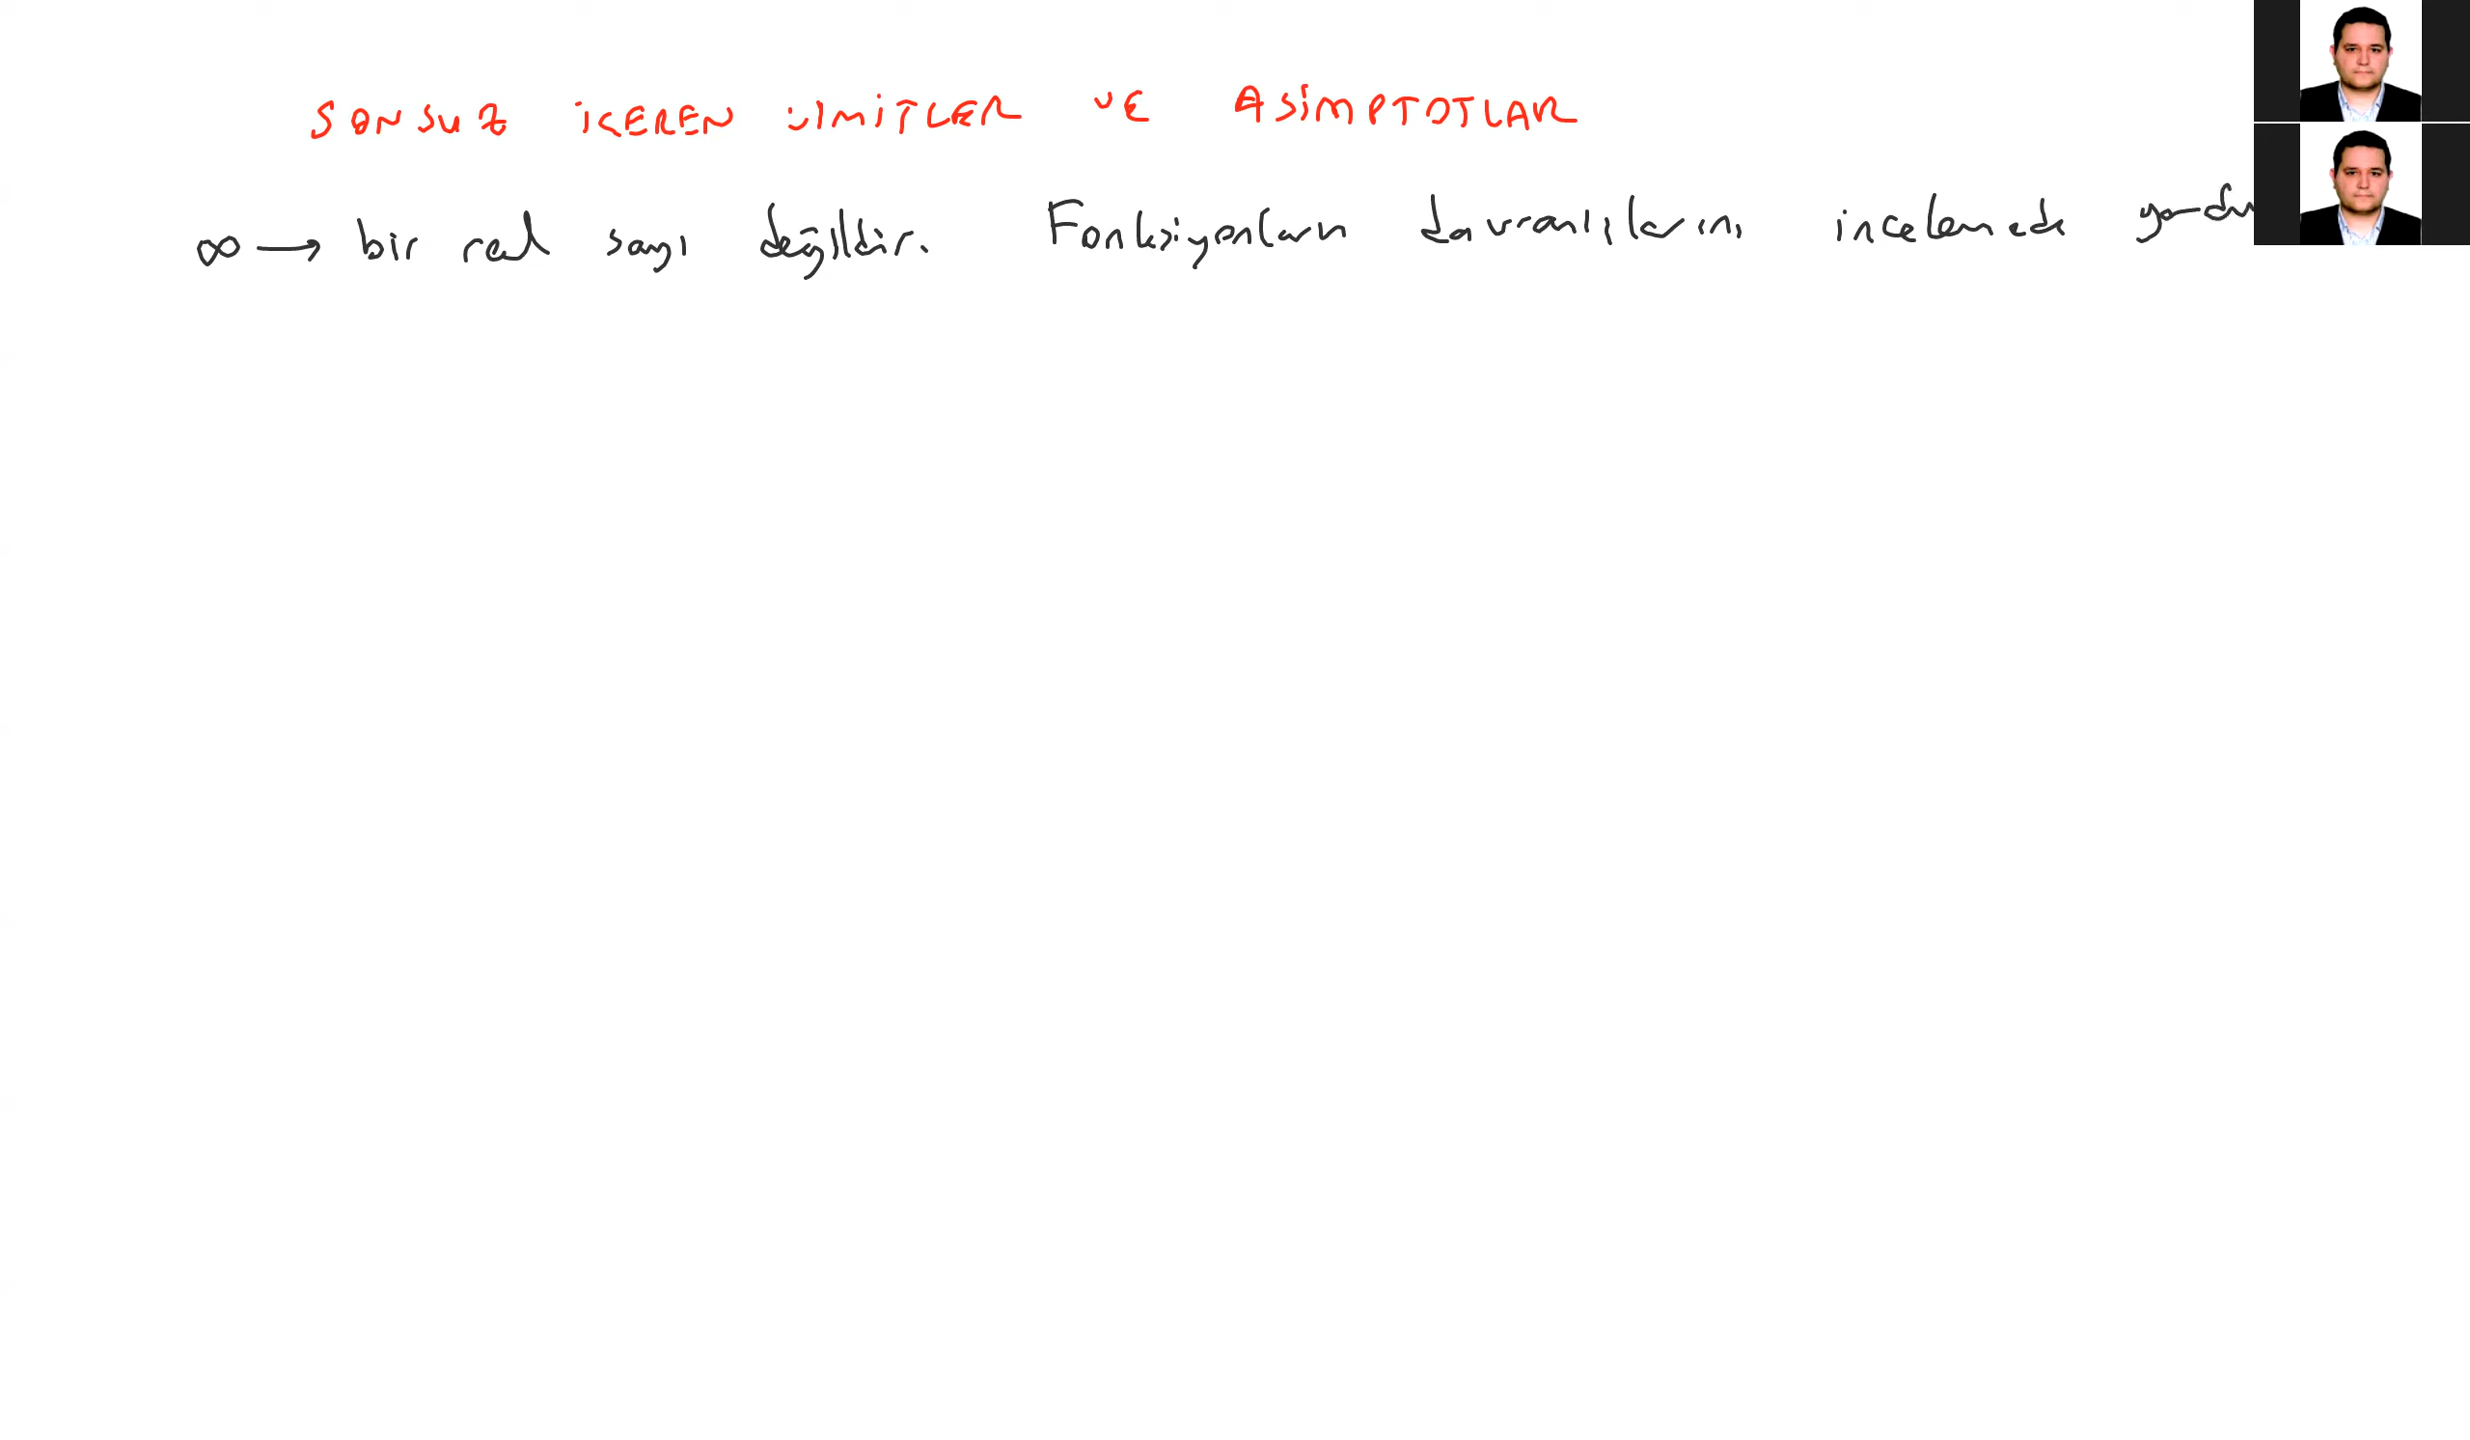 SONSUZ İÇEREN LİMİTLER VE ASİMPTOTLAR
∞ → bir reel sayı değildir. Fonksiyonların davranışlarını incelemede